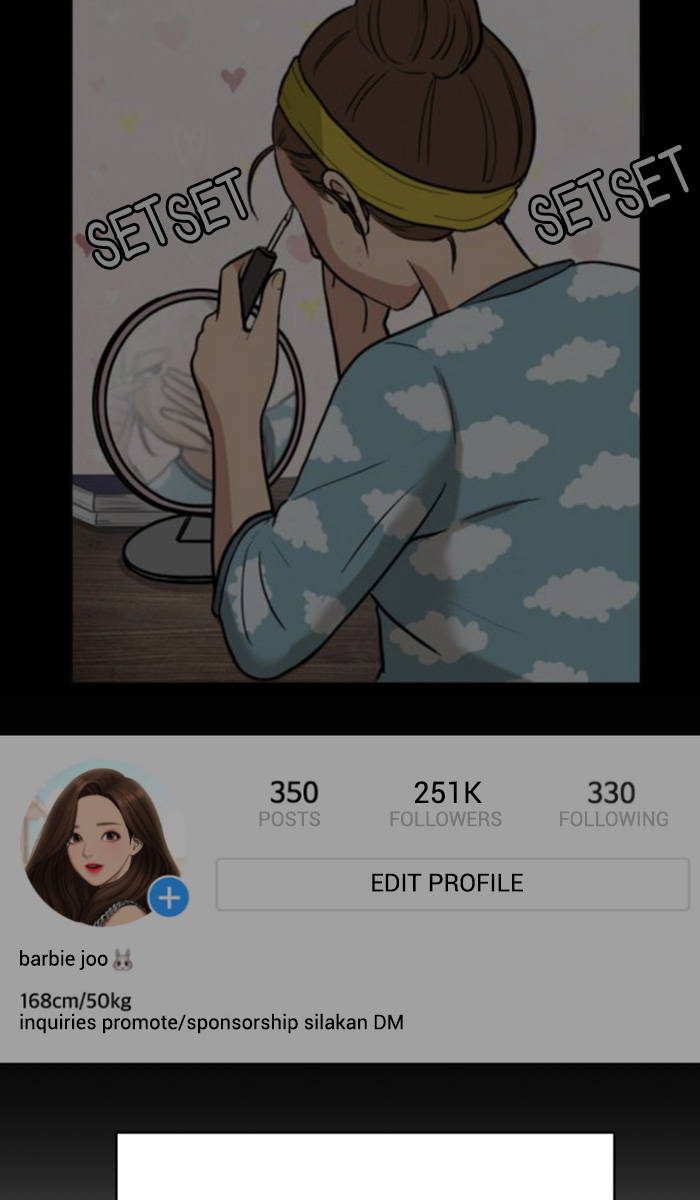 SETSET
SETSET
350
251K
330
POSTS
FOLLOWERS
FOLLOWING
EDIT PROFILE
barbie joo🐰
168cm/50kg
inquiries promote/sponsorship silakan DM